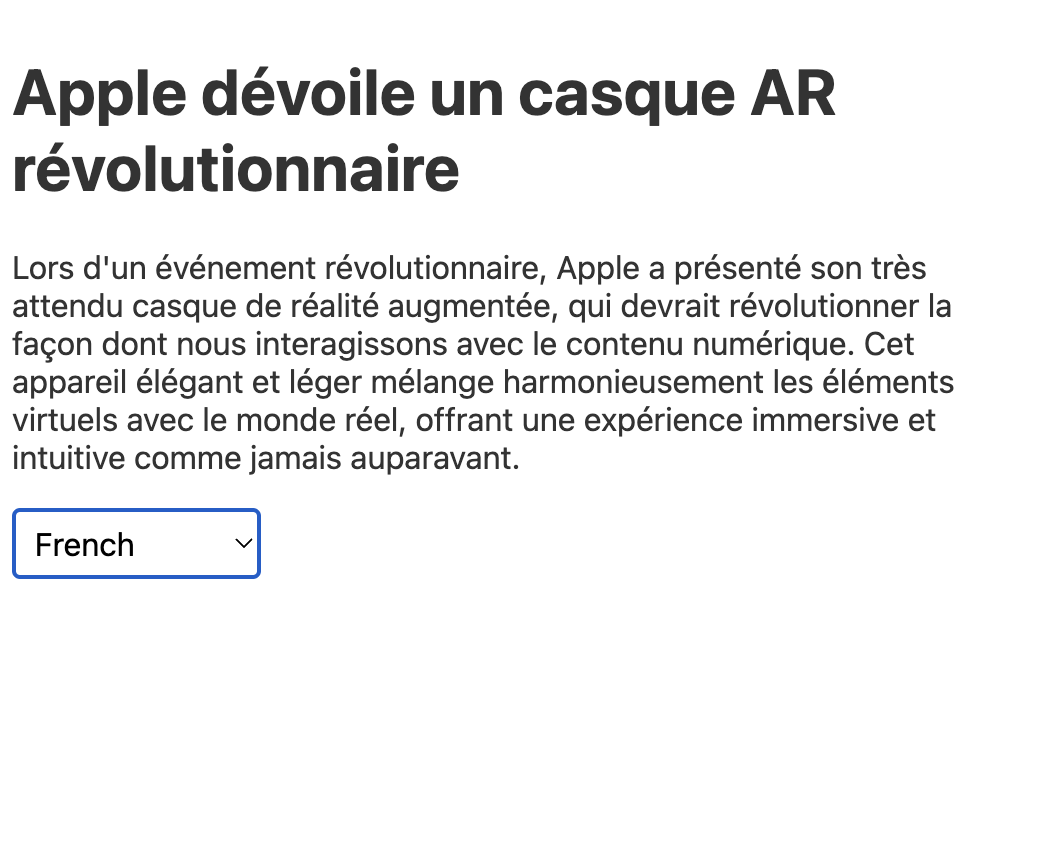 Apple dévoile un casque AR
révolutionnaire
Lors d'un événement révolutionnaire, Apple a présenté son très
attendu casque de réalité augmentée, qui devrait révolutionner la
façon dont nous interagissons avec le contenu numérique. Cet
appareil élégant et léger mélange harmonieusement les éléments
virtuels avec le monde réel, offrant une expérience immersive et
intuitive comme jamais auparavant.
French